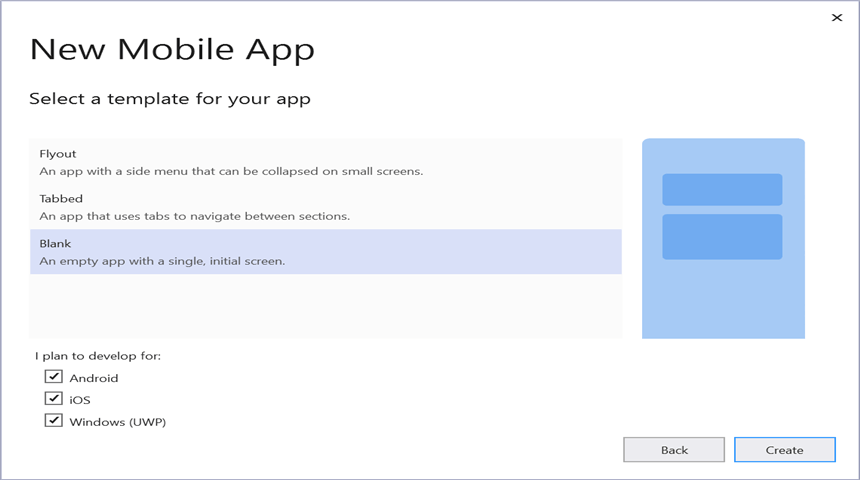 New Mobile App
Select a template for your app
Flyout
An app with a side menu that can be collapsed on small screens.
Tabbed
An app that uses tabs to navigate between sections.
Blank
An empty app with a single, initial screen.
I plan to develop for:
Android
iOS
Windows (UWP)
Back
Create